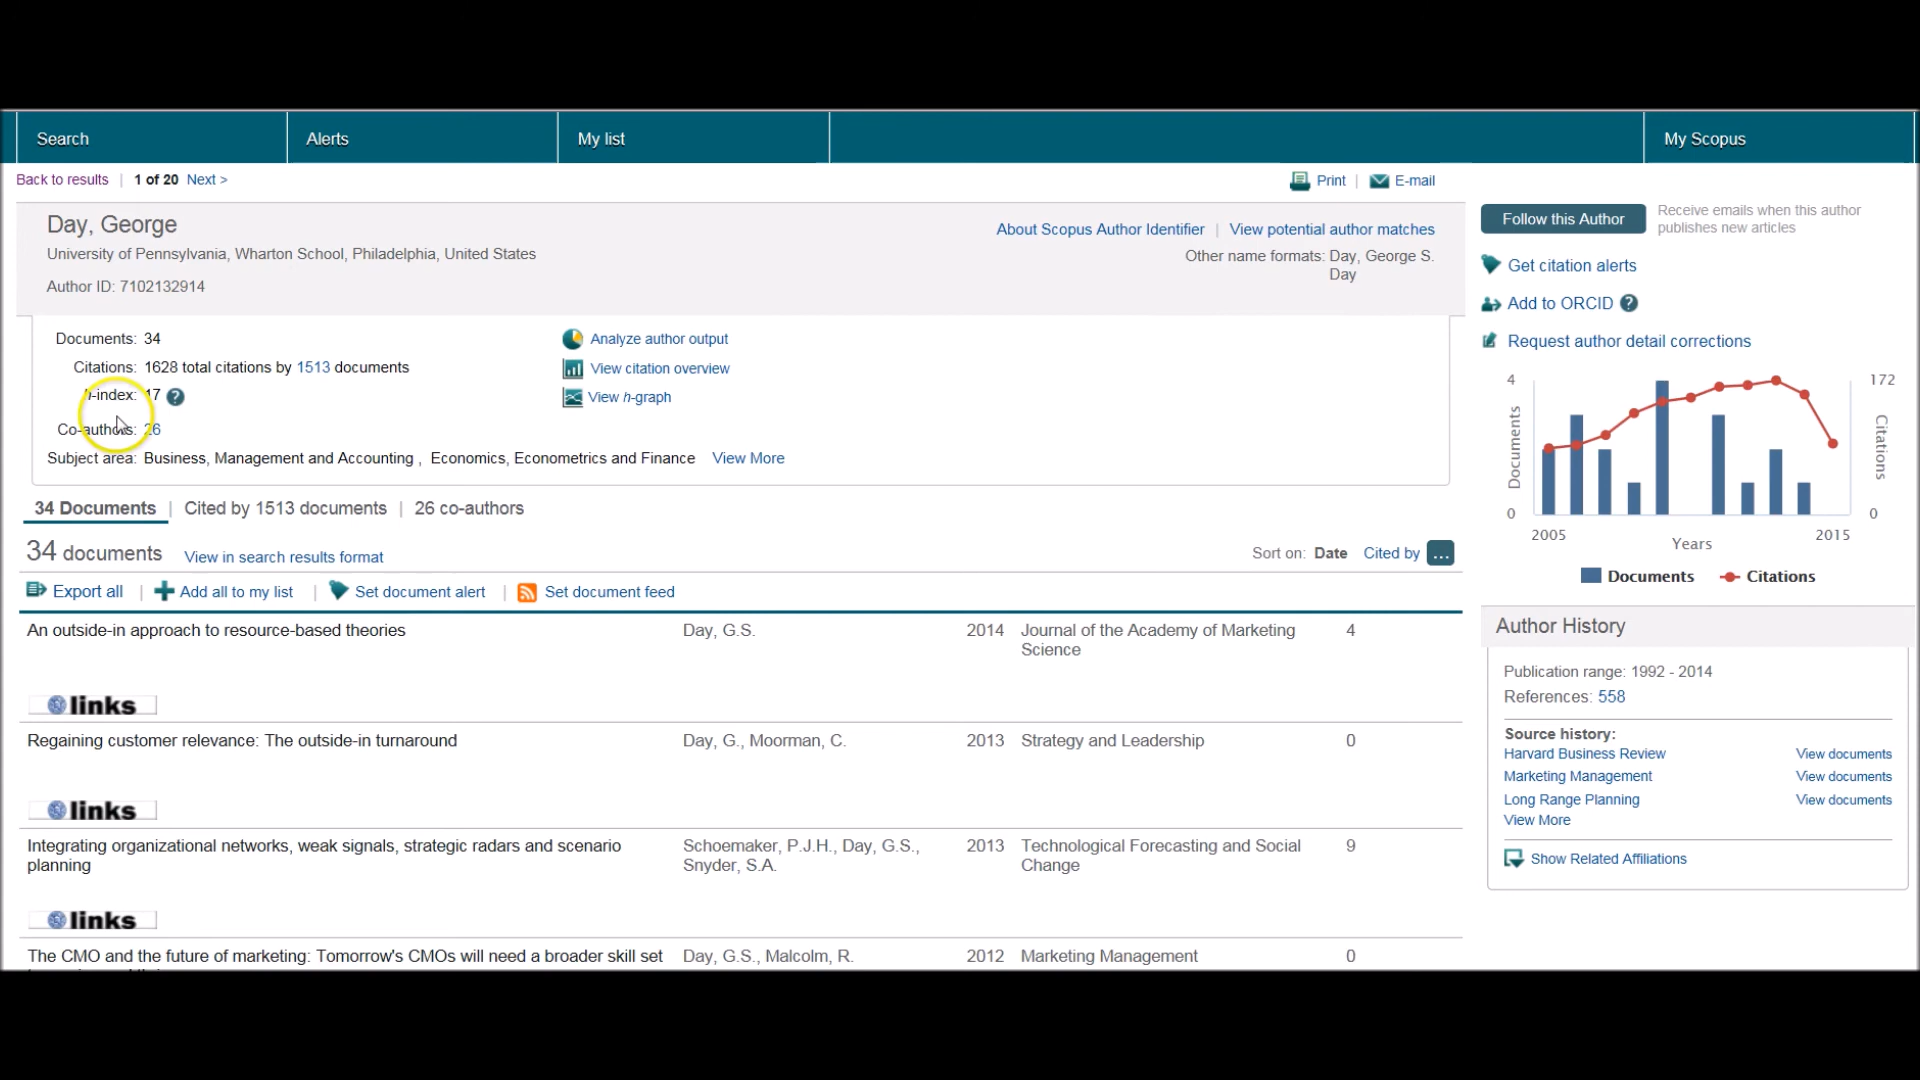 Search
Alerts
My list
My Scopus
Back to results | 1 of 20 Next >
Print | E-mail
Day, George
University of Pennsylvania, Wharton School, Philadelphia, United States
Author ID: 7102132914
About Scopus Author Identifier | View potential author matches
Other name formats: Day, George S.
Day
Follow this Author
Receive emails when this author
publishes new articles
Get citation alerts
Add to ORCID ?
Request author detail corrections
Documents: 34
Citations: 1628 total citations by 1513 documents
h-index: 17 ?
Co-authors: 26
Subject area: Business, Management and Accounting , Economics, Econometrics and Finance View More
Analyze author output
View citation overview
View h-graph
4
172
Documents
Citations
0
0
2005
2015
Years
Documents
Citations
34 Documents | Cited by 1513 documents | 26 co-authors
34 documents View in search results format
Sort on: Date Cited by ...
Export all | Add all to my list | Set document alert | Set document feed
An outside-in approach to resource-based theories Day, G.S. 2014 Journal of the Academy of Marketing 4
Science
links
Regaining customer relevance: The outside-in turnaround Day, G., Moorman, C. 2013 Strategy and Leadership 0
links
Integrating organizational networks, weak signals, strategic radars and scenario Schoemaker, P.J.H., Day, G.S., 2013 Technological Forecasting and Social 9
planning Snyder, S.A. Change
links
The CMO and the future of marketing: Tomorrow's CMOs will need a broader skill set Day, G.S., Malcolm, R. 2012 Marketing Management 0
Author History
Publication range: 1992 - 2014
References: 558
Source history:
Harvard Business Review View documents
Marketing Management View documents
Long Range Planning View documents
View More
Show Related Affiliations